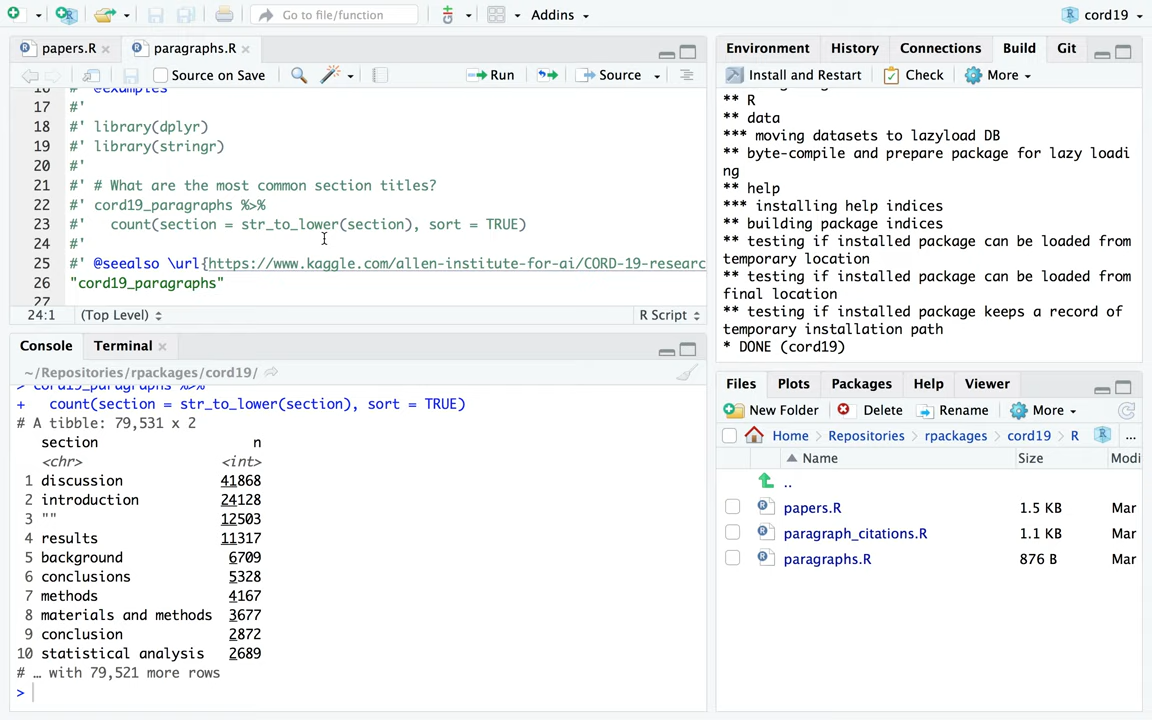 Go to file/function
Addins
cord19
papers.R
paragraphs.R
Source on Save
Run
Source
16 #' @examples
17 #'
18 #' library(dplyr)
19 #' library(stringr)
20 #'
21 #' # What are the most common section titles?
22 #' cord19_paragraphs %>%
23 #'   count(section = str_to_lower(section), sort = TRUE)
24 #'
25 #' @seealso \url{https://www.kaggle.com/allen-institute-for-ai/CORD-19-researc
26 "cord19_paragraphs"
27
24:1 (Top Level) R Script
Console Terminal
~/Repositories/rpackages/cord19/
> cord19_paragraphs %>%
+   count(section = str_to_lower(section), sort = TRUE)
# A tibble: 79,531 x 2
section n
<chr> <int>
1 discussion 41868
2 introduction 24128
3 "" 12503
4 results 11317
5 background 6709
6 conclusions 5328
7 methods 4167
8 materials and methods 3677
9 conclusion 2872
10 statistical analysis 2689
# … with 79,521 more rows
>
Environment History Connections Build Git
Install and Restart Check More
** R
** data
*** moving datasets to lazyload DB
** byte-compile and prepare package for lazy loadi
ng
** help
*** installing help indices
** building package indices
** testing if installed package can be loaded from
temporary location
** testing if installed package can be loaded from
final location
** testing if installed package keeps a record of
temporary installation path
* DONE (cord19)
Files Plots Packages Help Viewer
New Folder Delete Rename More
Home Repositories rpackages cord19 R ...
Name Size Modi
..
papers.R 1.5 KB Mar
paragraph_citations.R 1.1 KB Mar
paragraphs.R 876 B Mar